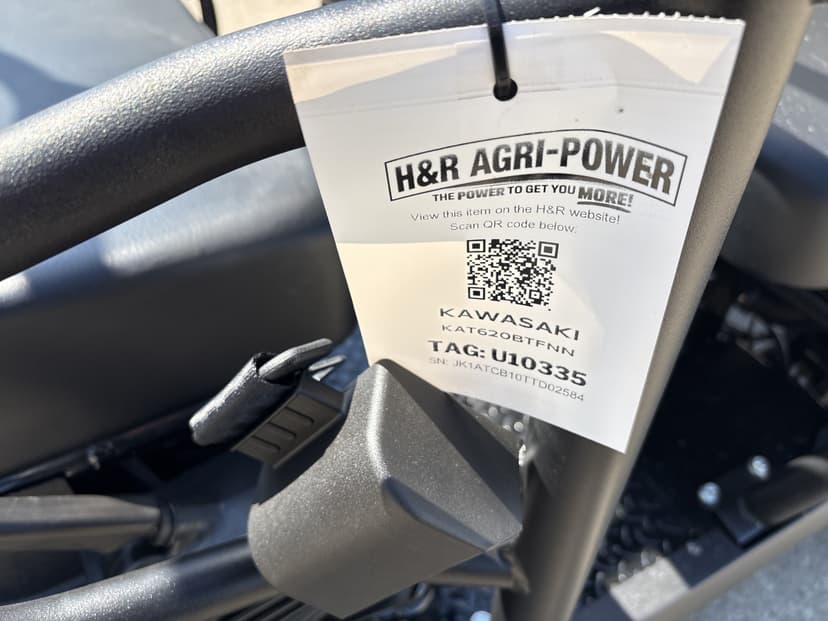 H&R AGRI-POWER
THE POWER TO GET YOU MORE!
View this item on the H&R website!
Scan QR code below.
KAWASAKI
KAT620BTFNN
TAG: U10335
SN: JK1ATCB10TTD02584